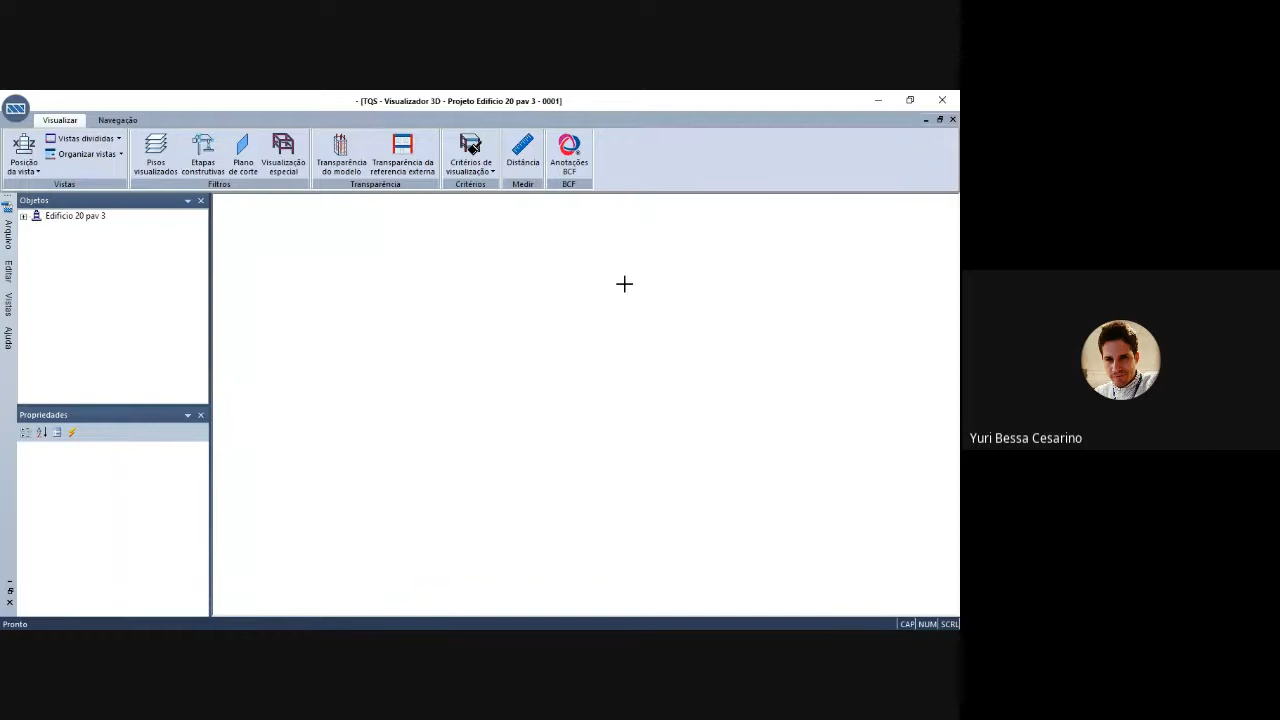 - [TQS - Visualizador 3D - Projeto Edificio 20 pav 3 - 0001]
Visualizar
Navegação
Posição da vista
Vistas divididas
Organizar vistas
Vistas
Pisos visualizados
Etapas construtivas
Plano de corte
Visualização especial
Filtros
Transparência do modelo
Transparência da referencia externa
Transparência
Critérios de visualização
Critérios
Distância
Medir
Anotações BCF
BCF
Arquivo
Editar
Vistas
Ajuda
Objetos
Edificio 20 pav 3
Propriedades
Pronto
CAP NUM SCRL
Yuri Bessa Cesarino